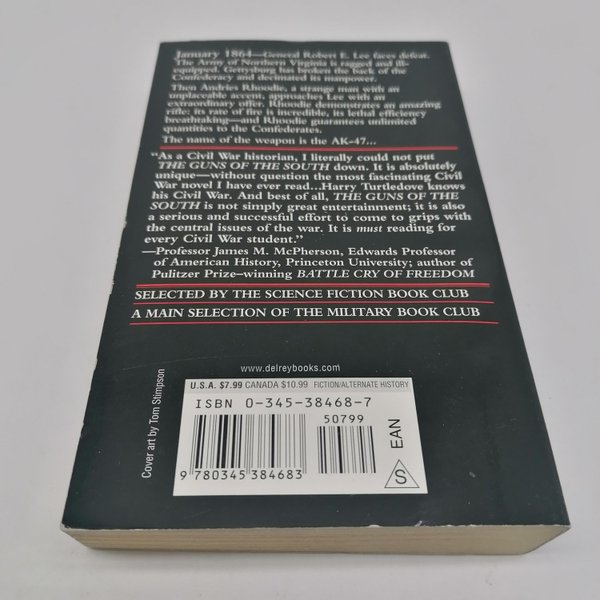 January 1864—General Robert E. Lee faces defeat.
The Army of Northern Virginia is ragged and ill-
equipped. Gettysburg has broken the back of the
Confederacy and decimated its manpower.
Then Andries Rhoodie, a strange man with an
unplaceable accent, approaches Lee with an
extraordinary offer. Rhoodie demonstrates an amazing
rifle: its rate of fire is incredible, its lethal efficiency
breathtaking—and Rhoodie guarantees unlimited
quantities to the Confederates.
The name of the weapon is the AK-47...
"As a Civil War historian, I literally could not put
THE GUNS OF THE SOUTH down. It is absolutely
unique—without question the most fascinating Civil
War novel I have ever read...Harry Turtledove knows
his Civil War. And best of all, THE GUNS OF THE
SOUTH is not simply great entertainment; it is also
a serious and successful effort to come to grips with
the central issues of the war. It is must reading for
every Civil War student."
—Professor James M. McPherson, Edwards Professor
of American History, Princeton University; author of
Pulitzer Prize–winning BATTLE CRY OF FREEDOM
SELECTED BY THE SCIENCE FICTION BOOK CLUB
A MAIN SELECTION OF THE MILITARY BOOK CLUB
www.delreybooks.com
Cover art by Tom Stimpson
U.S.A. $7.99 CANADA $10.99 FICTION/ALTERNATE HISTORY
ISBN 0-345-38468-7
50799
EAN
S
9 780345 384683